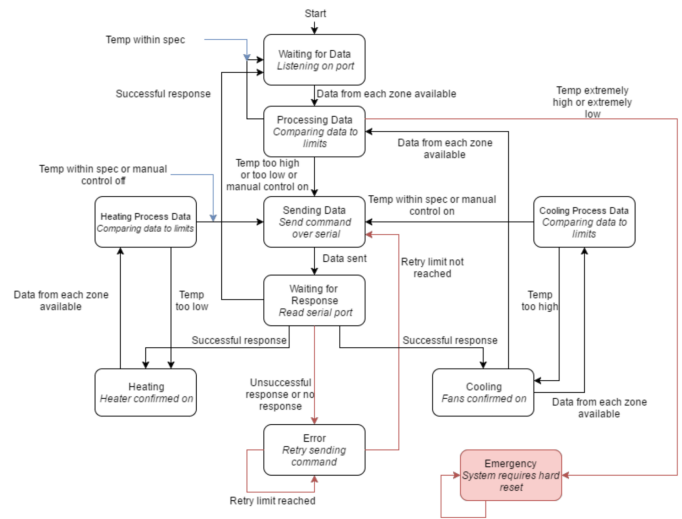 Start
Temp within spec
Waiting for Data
Listening on port
Successful response
Data from each zone available
Temp extremely
high or extremely
low
Processing Data
Comparing data to
limits
Data from each zone
available
Temp too high
or too low or
manual control on
Temp within spec or manual
control off
Temp within spec or manual
control on
Heating Process Data
Comparing data to limits
Sending Data
Send command
over serial
Cooling Process Data
Comparing data to
limits
Data sent
Retry limit not
reached
Data from each zone
available
Temp
too low
Waiting for
Response
Read serial port
Temp
too high
Successful response
Successful response
Heating
Heater confirmed on
Unsuccessful
response or no
response
Cooling
Fans confirmed on
Data from each zone
available
Error
Retry sending
command
Retry limit reached
Emergency
System requires hard
reset